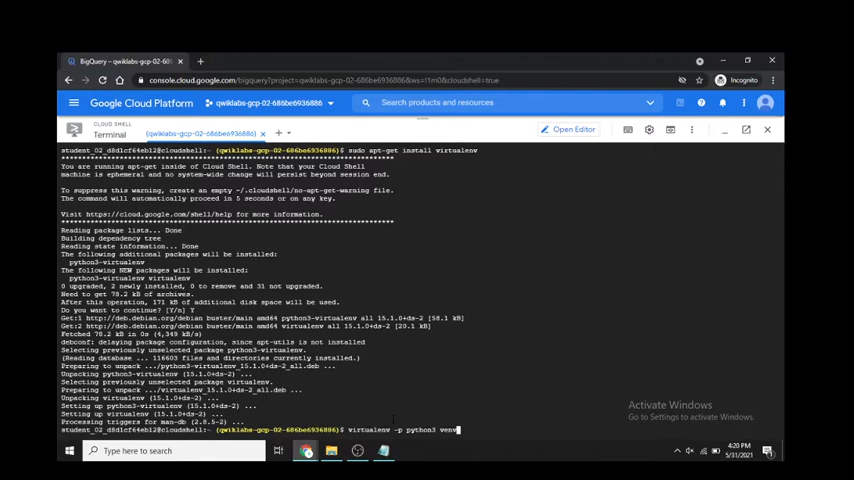 BigQuery - qwiklabs-gcp-02-686be
console.cloud.google.com/bigquery?project=qwiklabs-gcp-02-686be6936886&ws=!1m0&cloudshell=true
Incognito
Google Cloud Platform
qwiklabs-gcp-02-686be6936886
Search products and resources
CLOUD SHELL
Terminal
(qwiklabs-gcp-02-686be6936886)
Open Editor
student_02_d8d1cf64eb12@cloudshell:~ (qwiklabs-gcp-02-686be6936886)$ sudo apt-get install virtualenv
********************************************************************************
You are running apt-get inside of Cloud Shell. Note that your Cloud Shell
machine is ephemeral and no system-wide change will persist beyond session end.
To suppress this warning, create an empty ~/.cloudshell/no-apt-get-warning file.
The command will automatically proceed in 5 seconds or on any key.
Visit https://cloud.google.com/shell/help for more information.
********************************************************************************
Reading package lists... Done
Building dependency tree
Reading state information... Done
The following additional packages will be installed:
python3-virtualenv
The following NEW packages will be installed:
python3-virtualenv virtualenv
0 upgraded, 2 newly installed, 0 to remove and 31 not upgraded.
Need to get 78.2 kB of archives.
After this operation, 171 kB of additional disk space will be used.
Do you want to continue? [Y/n] Y
Get:1 http://deb.debian.org/debian buster/main amd64 python3-virtualenv all 15.1.0+ds-2 [58.1 kB]
Get:2 http://deb.debian.org/debian buster/main amd64 virtualenv all 15.1.0+ds-2 [20.1 kB]
Fetched 78.2 kB in 0s (4,349 kB/s)
debconf: delaying package configuration, since apt-utils is not installed
Selecting previously unselected package python3-virtualenv.
(Reading database ... 116603 files and directories currently installed.)
Preparing to unpack .../python3-virtualenv_15.1.0+ds-2_all.deb ...
Unpacking python3-virtualenv (15.1.0+ds-2) ...
Selecting previously unselected package virtualenv.
Preparing to unpack .../virtualenv_15.1.0+ds-2_all.deb ...
Unpacking virtualenv (15.1.0+ds-2) ...
Setting up python3-virtualenv (15.1.0+ds-2) ...
Setting up virtualenv (15.1.0+ds-2) ...
Processing triggers for man-db (2.8.5-2) ...
student_02_d8d1cf64eb12@cloudshell:~ (qwiklabs-gcp-02-686be6936886)$ virtualenv -p python3 venv
Activate Windows
Go to Settings to activate Windows.
Type here to search
4:20 PM
5/31/2021